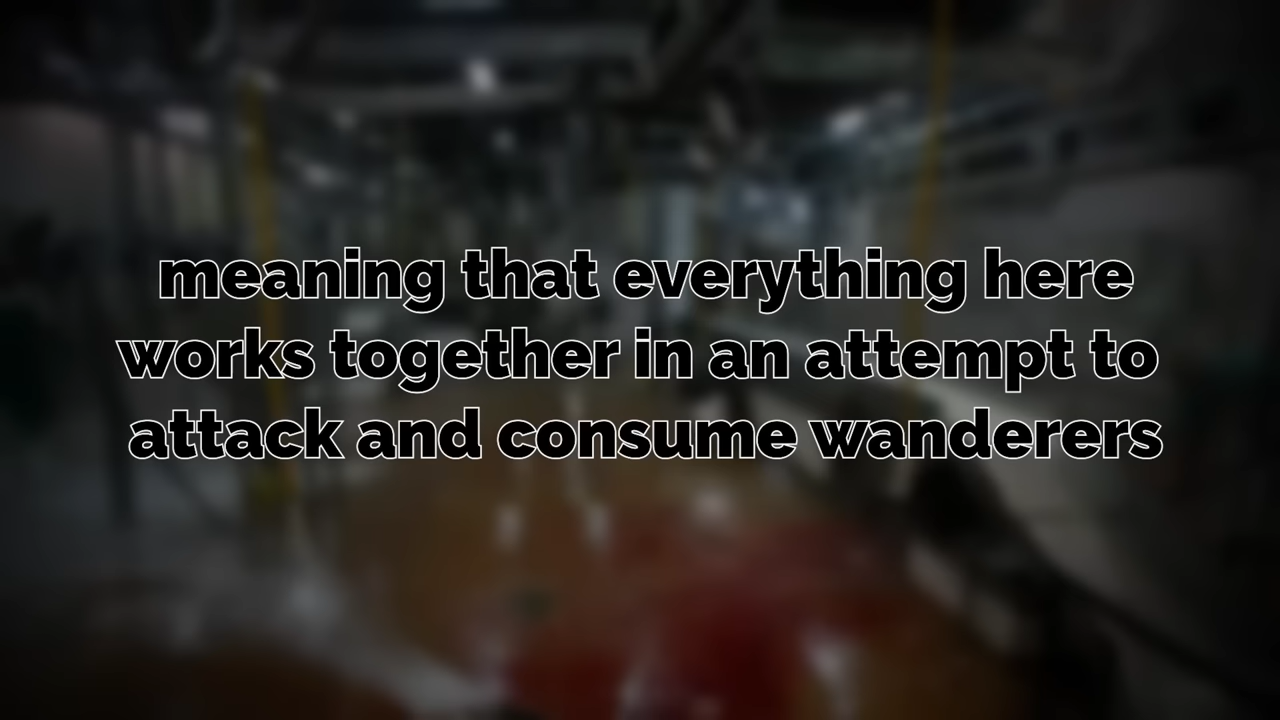 meaning that everything here
works together in an attempt to
attack and consume wanderers